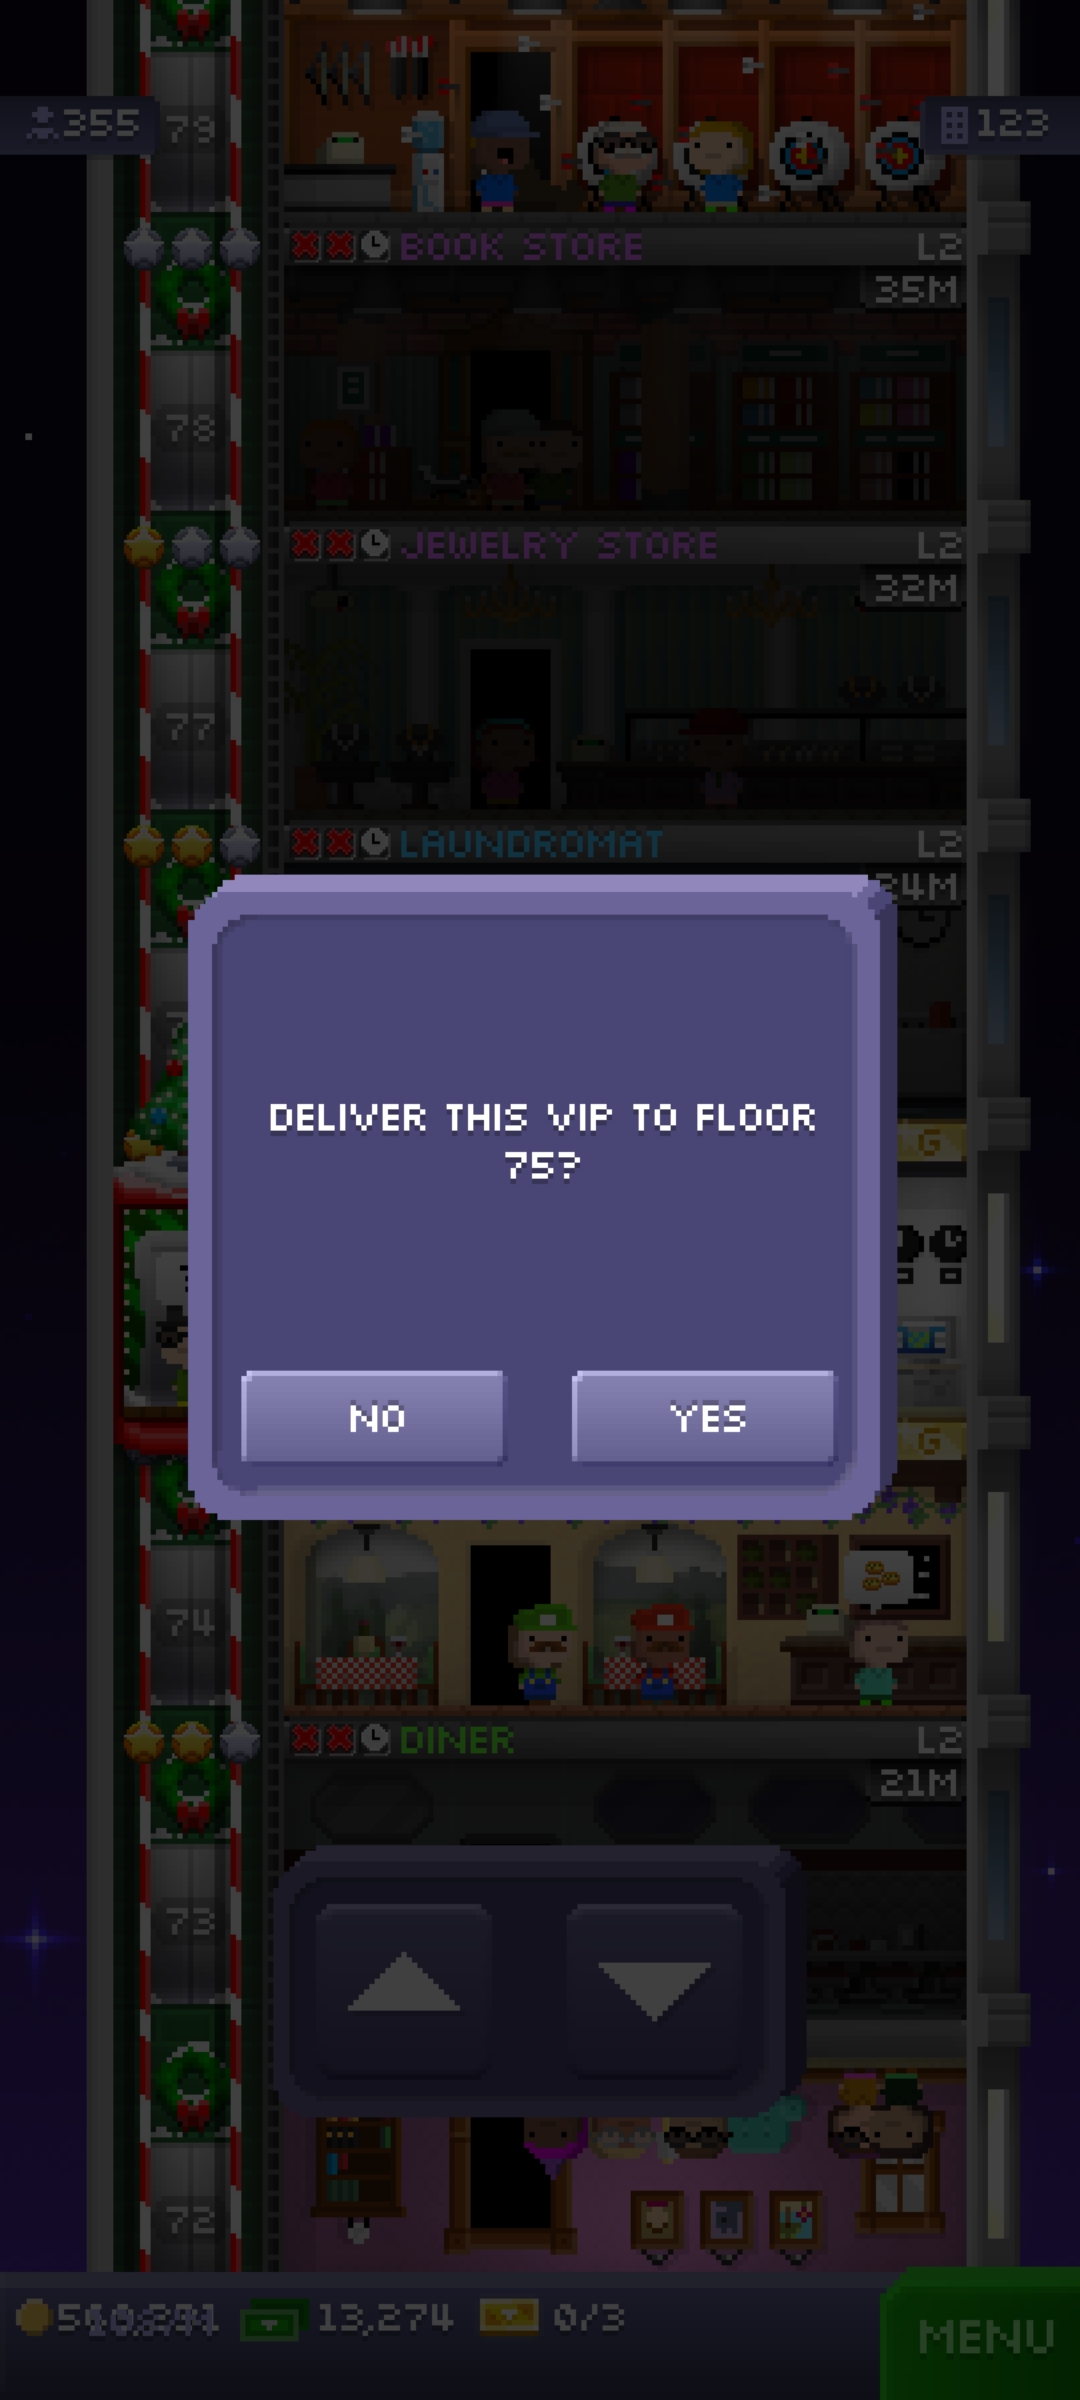 79
355
123
BOOK STORE
L2
35M
78
JEWELRY STORE
L2
32M
77
LAUNDROMAT
L2
24M
DELIVER THIS VIP TO FLOOR
75?
NO
YES
74
DINER
L2
21M
73
72
13,274
0/3
MENU